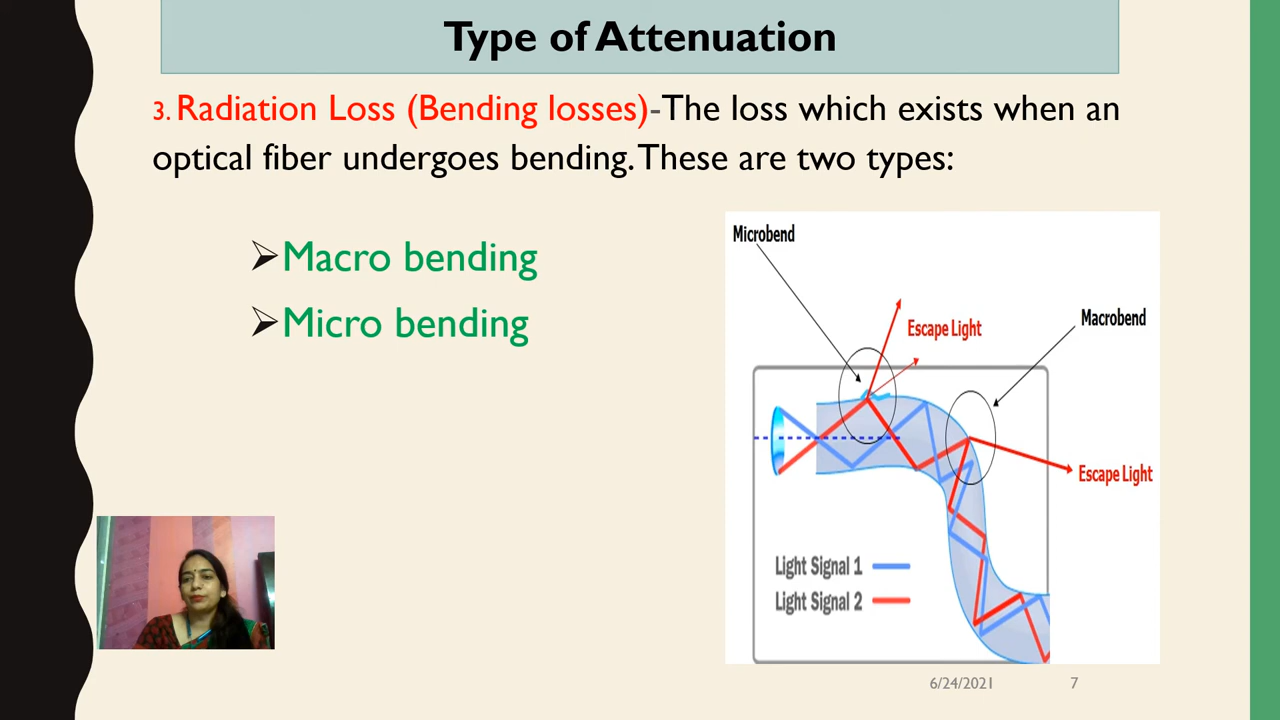 Type of Attenuation
3. Radiation Loss (Bending losses)-The loss which exists when an
optical fiber undergoes bending. These are two types:
➢Macro bending
➢Micro bending
Microbend
Escape Light
Macrobend
Escape Light
Light Signal 1
Light Signal 2
6/24/2021 7